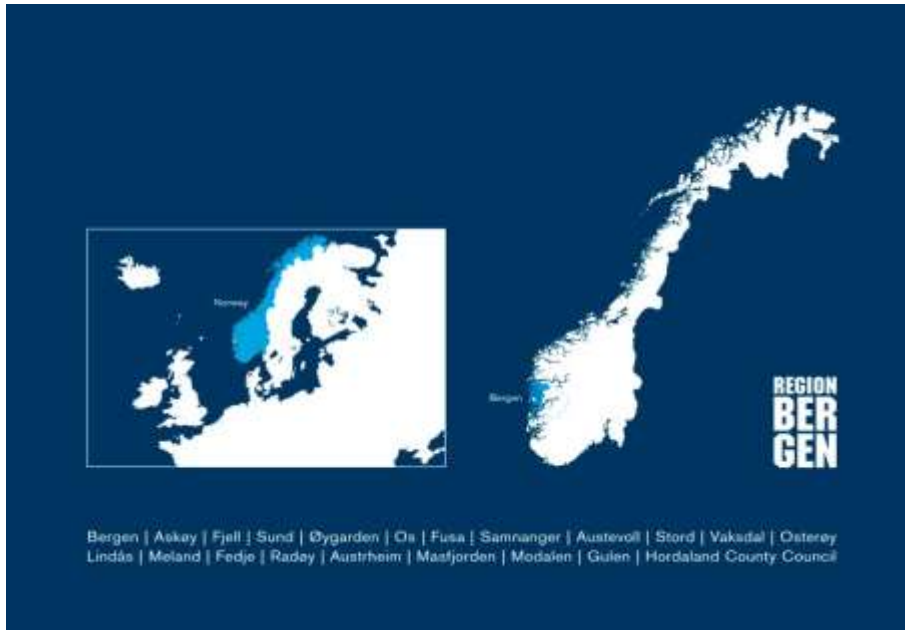 Norway
Bergen
REGION
BER
GEN
Bergen | Askøy | Fjell | Sund | Øygarden | Os | Fusa | Samnanger | Austevoll | Stord | Vaksdal | Osterøy
Lindås | Meland | Fedje | Radøy | Austrheim | Masfjorden | Modalen | Gulen | Hordaland County Council